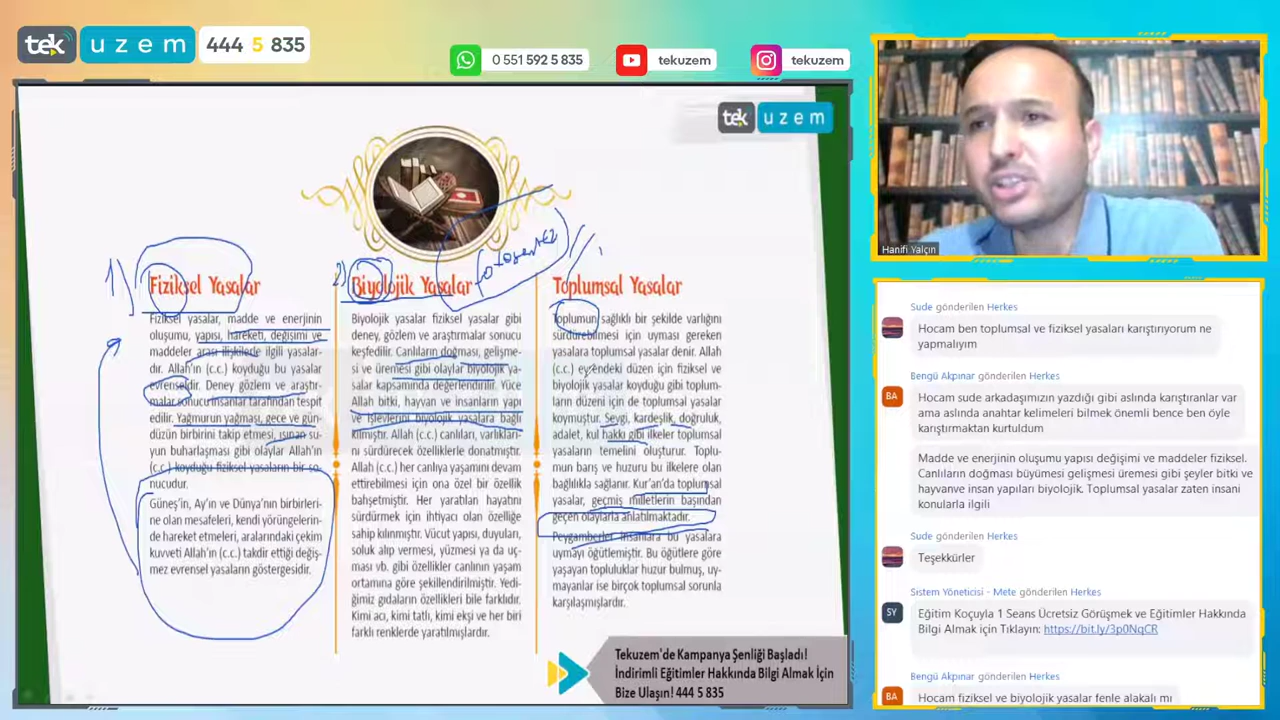 tek uzem 444 5 835
0 551 592 5 835
tekuzem
tekuzem
tek uzem
1) Fiziksel Yasalar
Fiziksel yasalar, madde ve enerjinin
oluşumu, yapısı, hareketi, değişimi ve
maddeler arası ilişkilerle ilgili yasalar-
dır. Allah'ın (c.c.) koyduğu bu yasalar
evrenseldir. Deney gözlem ve araştır-
malar sonucu insanlar tarafından tespit
edilir. Yağmurun yağması, gece ve gün-
düzün birbirini takip etmesi, ısınan su-
yun buharlaşması gibi olaylar Allah'ın
(c.c.) koyduğu fiziksel yasaların bir so-
nucudur.
Güneş'in, Ay'ın ve Dünya'nın birbirleri-
ne olan mesafeleri, kendi yörüngelerin-
de hareket etmeleri, aralarındaki çekim
kuvveti Allah'ın (c.c.) takdir ettiği değiş-
mez evrensel yasaların göstergesidir.
2) Biyolojik Yasalar
fotosentez
Biyolojik yasalar fiziksel yasalar gibi
deney, gözlem ve araştırmalar sonucu
keşfedilir. Canlıların doğması, gelişme-
si ve üremesi gibi olaylar biyolojik ya-
salar kapsamında değerlendirilir. Yüce
Allah bitki, hayvan ve insanların yapı
ve işlevlerini biyolojik yasalara bağlı
kılmıştır. Allah (c.c.) canlıları, varlıkları-
nı sürdürecek özelliklerle donatmıştır.
Allah (c.c.) her canlıya yaşamını devam
ettirebilmesi için ona özel bir özellik
bahşetmiştir. Her yaratılan hayatını
sürdürmek için ihtiyacı olan özelliğe
sahip kılınmıştır. Vücut yapısı, duyuları,
soluk alıp vermesi, yüzmesi ya da uç-
ması vb. gibi özellikler canlının yaşam
ortamına göre şekillendirilmiştir. Yedi-
ğimiz gıdaların özellikleri bile farklıdır.
Kimi acı, kimi tatlı, kimi ekşi ve her biri
farklı renklerde yaratılmışlardır.
Toplumsal Yasalar
Toplumun sağlıklı bir şekilde varlığını
sürdürebilmesi için uyması gereken
yasalara toplumsal yasalar denir. Allah
(c.c) evrendeki düzen için fiziksel ve
biyolojik yasalar koyduğu gibi toplum-
ların düzeni için de toplumsal yasalar
koymuştur. Sevgi, kardeşlik, doğruluk,
adalet, kul hakkı gibi ilkeler toplumsal
yasaların temelini oluşturur. Toplu-
mun barış ve huzuru bu ilkelere olan
bağlılıkla sağlanır. Kur'an'da toplumsal
yasalar, geçmiş milletlerin başından
geçen olaylarla anlatılmaktadır.
Peygamberler insanlara bu yasalara
uymayı öğütlemiştir. Bu öğütlere göre
yaşayan topluluklar huzur bulmuş, uy-
mayanlar ise birçok toplumsal sorunla
karşılaşmışlardır.
Tekuzem'de Kampanya Şenliği Başladı!
İndirimli Eğitimler Hakkında Bilgi Almak İçin
Bize Ulaşın! 444 5 835
Hanifi Yalçın
Sude gönderilen Herkes
Hocam ben toplumsal ve fiziksel yasaları karıştırıyorum ne
yapmalıyım
Bengü Akpınar gönderilen Herkes
BA
Hocam sude arkadaşımızın yazdığı gibi aslında karıştıranlar var
ama aslında anahtar kelimeleri bilmek önemli bence ben öyle
karıştırmaktan kurtuldum
Madde ve enerjinin oluşumu yapısı değişimi ve maddeler fiziksel.
Canlıların doğması büyümesi gelişmesi üremesi gibi şeyler bitki ve
hayvanve insan yapıları biyolojik. Toplumsal yasalar zaten insani
konularla ilgili
Sude gönderilen Herkes
Teşekkürler
Sistem Yöneticisi - Mete gönderilen Herkes
SY
Eğitim Koçuyla 1 Seans Ücretsiz Görüşmek ve Eğitimler Hakkında
Bilgi Almak için Tıklayın: https://bit.ly/3p0NqCR
Bengü Akpınar gönderilen Herkes
BA
Hocam fiziksel ve biyolojik yasalar fenle alakalı mı